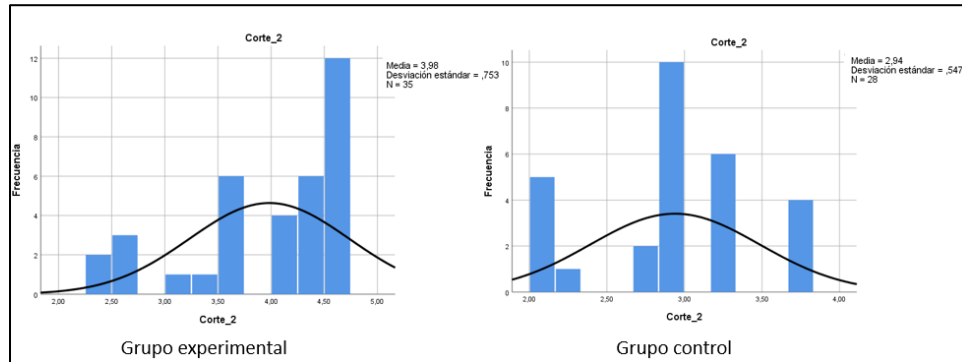 Corte_2
Media = 3,98
Desviación estándar = ,753
N = 35
Frecuencia
12
10
8
6
4
2
0
2,00 2,50 3,00 3,50 4,00 4,50 5,00
Corte_2
Grupo experimental
Corte_2
Media = 2,94
Desviación estándar = ,547
N = 28
Frecuencia
10
8
6
4
2
0
2,00 2,50 3,00 3,50 4,00
Corte_2
Grupo control